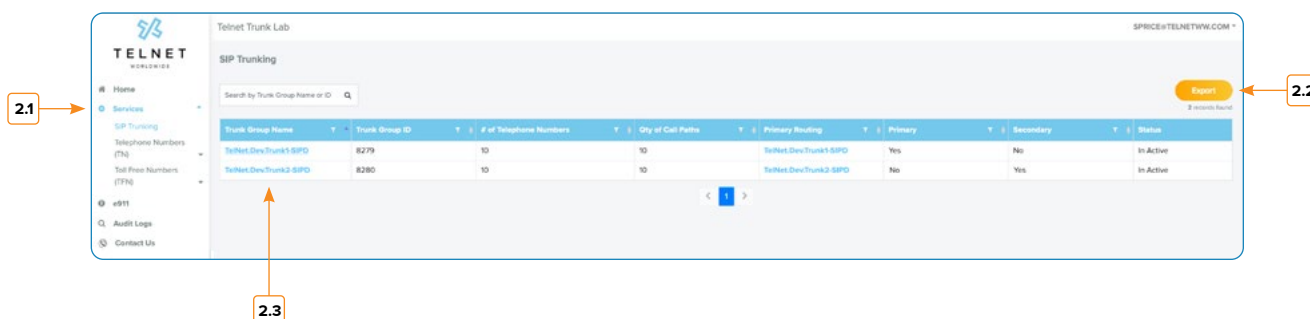 TELNET
WORLDWIDE
Telnet Trunk Lab
SPRICE@TELNETWW.COM
SIP Trunking
Home
Services
SIP Trunking
Telephone Numbers
(TN)
Toll Free Numbers
(TFN)
e911
Audit Logs
Contact Us
Search by Trunk Group Name or ID
Export
2 records found
Trunk Group Name Trunk Group ID # of Telephone Numbers Qty of Call Paths Primary Routing Primary Secondary Status
TelNet.Dev.Trunk1-SIPD 8279 10 10 TelNet.Dev.Trunk1-SIPD Yes No In Active
TelNet.Dev.Trunk2-SIPD 8280 10 10 TelNet.Dev.Trunk2-SIPD No Yes In Active
< 1 >
2.1
2.2
2.3